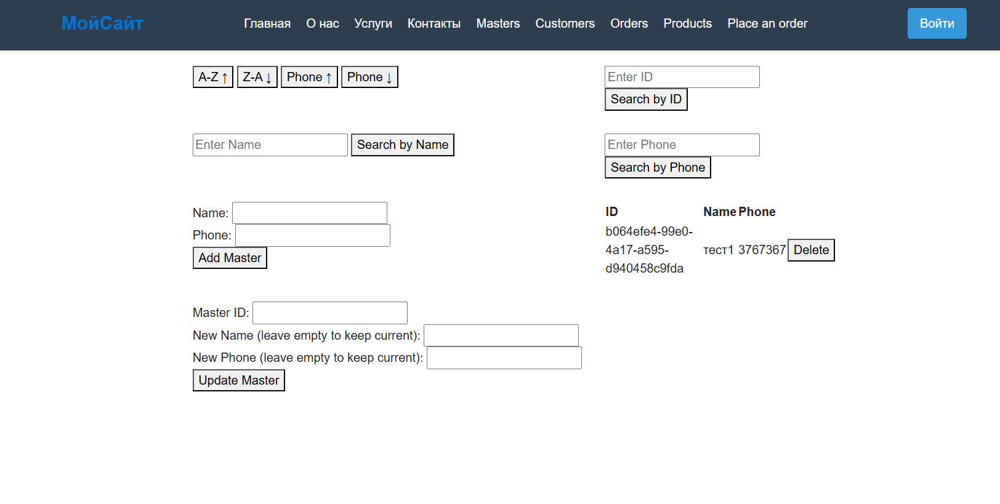 МойСайт Главная О нас Услуги Контакты Masters Customers Orders Products Place an order Войти
A-Z ↑ Z-A ↓ Phone ↑ Phone ↓
Enter ID
Search by ID
Enter Name Search by Name
Enter Phone
Search by Phone
Name:
Phone:
Add Master
ID Name Phone
b064efe4-99e0-
4a17-a595-
d940458c9fda
тест1 3767367 Delete
Master ID:
New Name (leave empty to keep current):
New Phone (leave empty to keep current):
Update Master